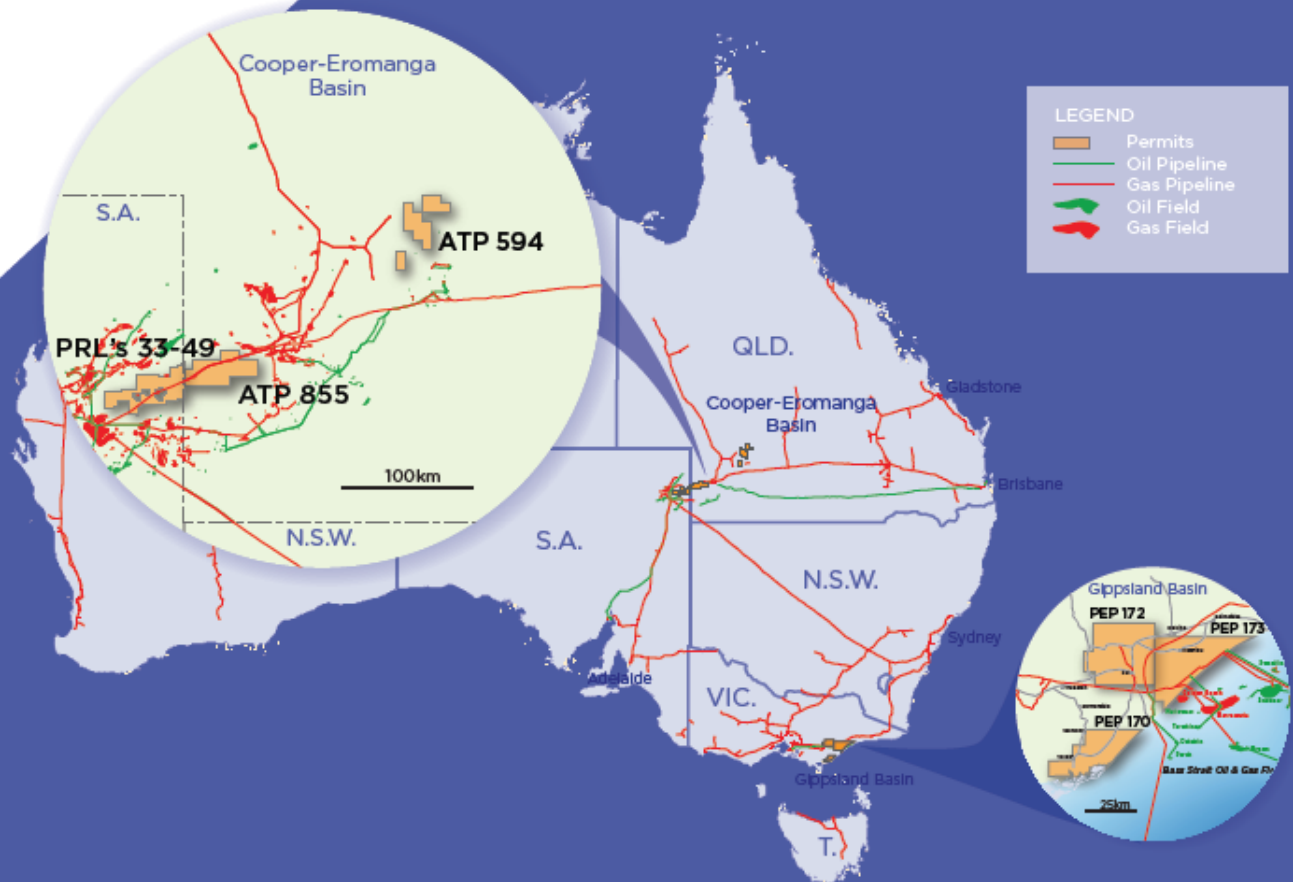 Cooper-Eromanga
Basin
S.A.
ATP 594
PRL's 33-49
ATP 855
100km
N.S.W.
LEGEND
Permits
Oil Pipeline
Gas Pipeline
Oil Field
Gas Field
QLD.
Gladstone
Cooper-Eromanga
Basin
Brisbane
S.A.
N.S.W.
Sydney
Adelaide
VIC.
Gippsland Basin
T.
Gippsland Basin
PEP 172
PEP 173
PEP 170
Bass Strait Oil & Gas
25km